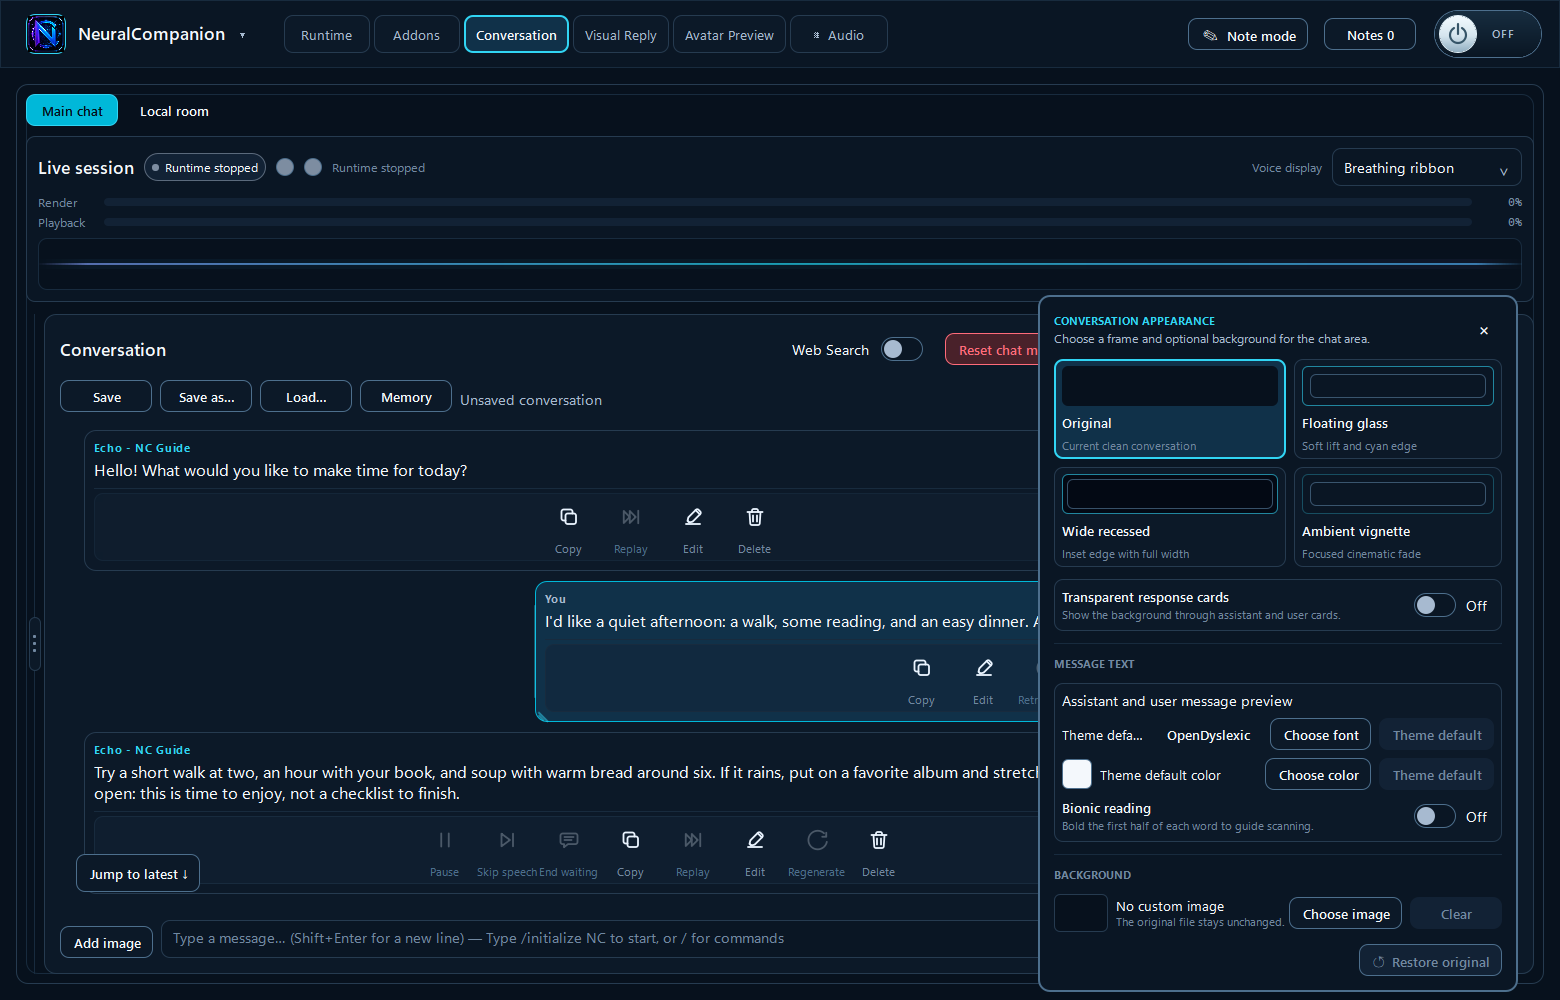 NeuralCompanion
Runtime
Addons
Conversation
Visual Reply
Avatar Preview
Audio
Note mode
Notes 0
OFF
Main chat
Local room
Live session
Runtime stopped
Runtime stopped
Voice display
Breathing ribbon
Render
0%
Playback
0%
Conversation
Web Search
Reset chat m
Save
Save as...
Load...
Memory
Unsaved conversation
Echo - NC Guide
Hello! What would you like to make time for today?
Copy
Replay
Edit
Delete
You
I'd like a quiet afternoon: a walk, some reading, and an easy dinner.
Copy
Edit
Retr
Echo - NC Guide
Try a short walk at two, an hour with your book, and soup with warm bread around six. If it rains, put on a favorite album and stretch
open: this is time to enjoy, not a checklist to finish.
Pause
Skip speech
End waiting
Copy
Replay
Edit
Regenerate
Delete
Jump to latest ↓
Add image
Type a message... (Shift+Enter for a new line) — Type /initialize NC to start, or / for commands
CONVERSATION APPEARANCE
Choose a frame and optional background for the chat area.
Original
Current clean conversation
Floating glass
Soft lift and cyan edge
Wide recessed
Inset edge with full width
Ambient vignette
Focused cinematic fade
Transparent response cards
Show the background through assistant and user cards.
Off
MESSAGE TEXT
Assistant and user message preview
Theme defa...
OpenDyslexic
Choose font
Theme default
Theme default color
Choose color
Theme default
Bionic reading
Bold the first half of each word to guide scanning.
Off
BACKGROUND
No custom image
The original file stays unchanged.
Choose image
Clear
Restore original